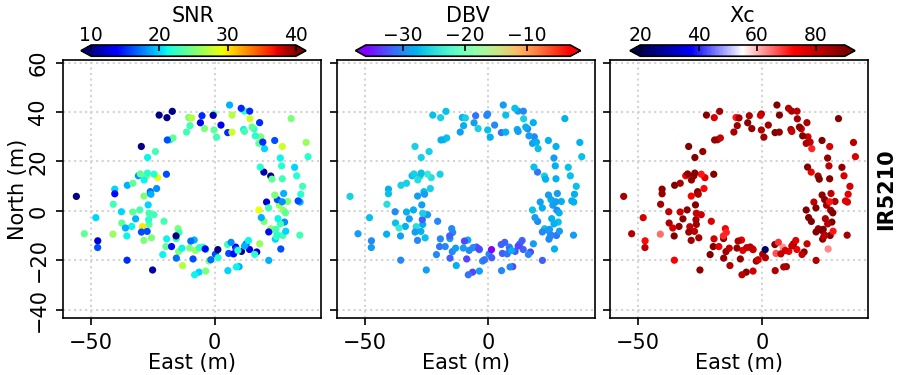 SNR
DBV
Xc
10 20 30 40
−30 −20 −10
20 40 60 80
60
40
20
0
−20
−40
North (m)
IR5210
−50 0
−50 0
−50 0
East (m)
East (m)
East (m)